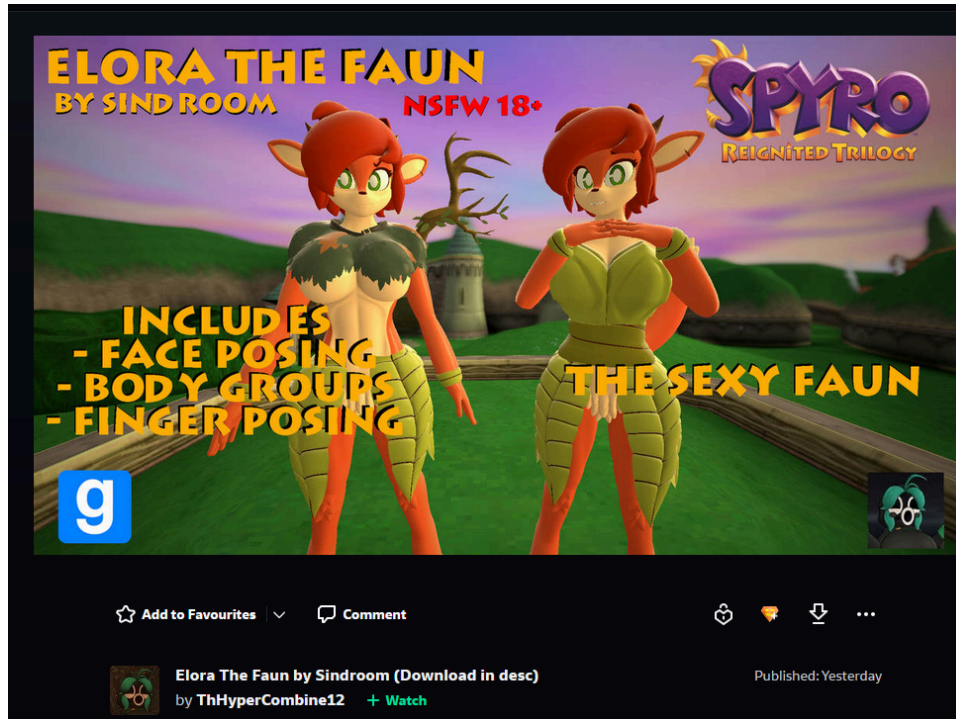 ELORA THE FAUN
BY SINDROOM
NSFW 18+
SPYRO
REIGNITED TRILOGY
INCLUDES
- FACE POSING
- BODY GROUPS
- FINGER POSING
THE SEXY FAUN
g
Add to Favourites
Comment
Elora The Faun by Sindroom (Download in desc)
Published: Yesterday
by ThHyperCombine12
+ Watch